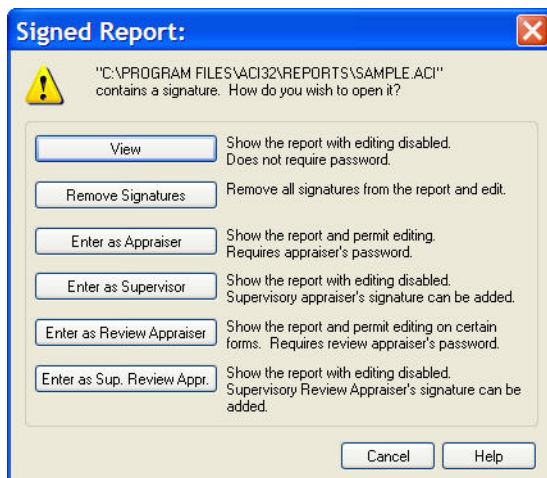 Signed Report:
"C:\PROGRAM FILES\ACI32\REPORTS\SAMPLE.ACI"
contains a signature. How do you wish to open it?
View
Show the report with editing disabled.
Does not require password.
Remove Signatures
Remove all signatures from the report and edit.
Enter as Appraiser
Show the report and permit editing.
Requires appraiser's password.
Enter as Supervisor
Show the report with editing disabled.
Supervisory appraiser's signature can be added.
Enter as Review Appraiser
Show the report and permit editing on certain
forms. Requires review appraiser's password.
Enter as Sup. Review Appr.
Show the report with editing disabled.
Supervisory Review Appraiser's signature can be
added.
Cancel
Help